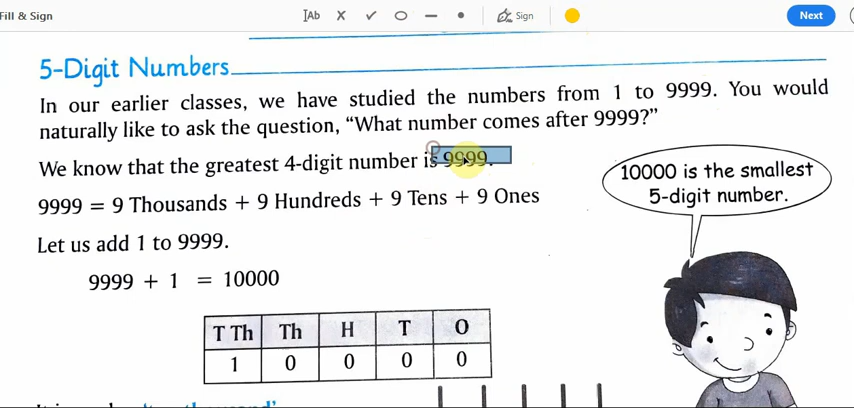 Fill & Sign
IAb
Sign
Next
5-Digit Numbers
In our earlier classes, we have studied the numbers from 1 to 9999. You would
naturally like to ask the question, “What number comes after 9999?”
We know that the greatest 4-digit number is 9999.
9999 = 9 Thousands + 9 Hundreds + 9 Tens + 9 Ones
Let us add 1 to 9999.
9999 + 1 = 10000
T Th Th H T O
1 0 0 0 0
10000 is the smallest
5-digit number.